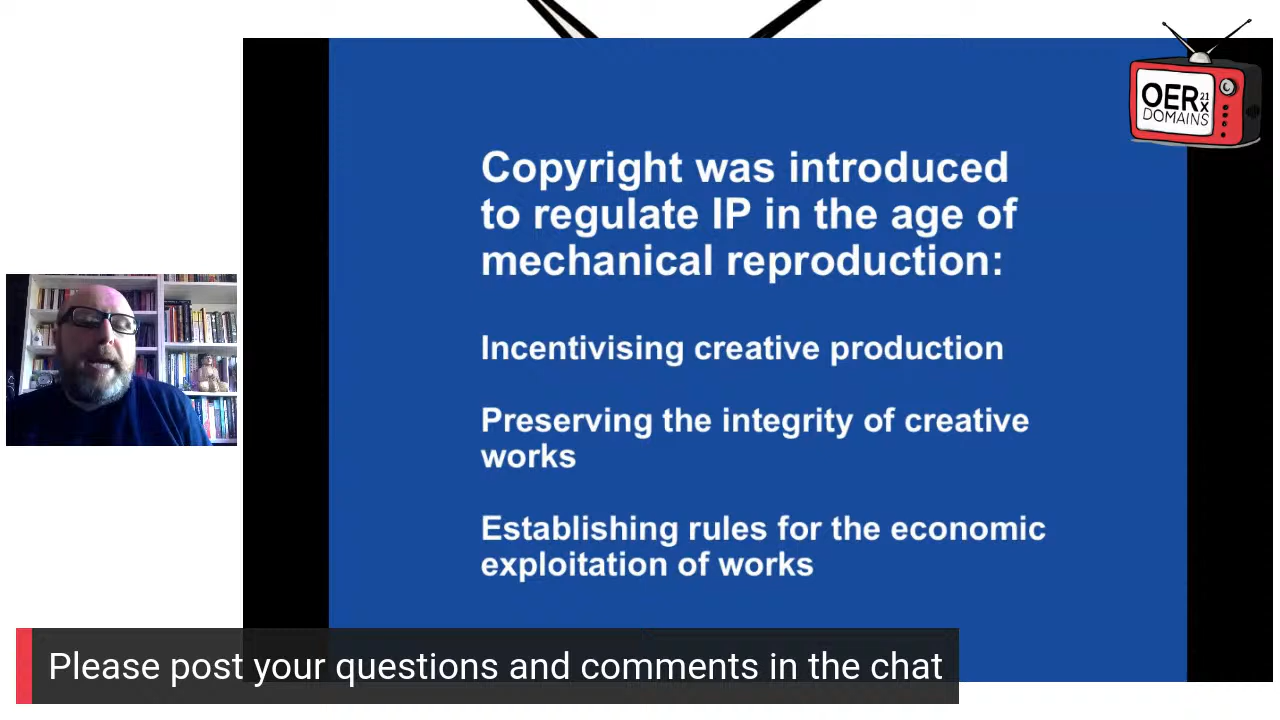 OER 21
x
DOMAINS
Copyright was introduced
to regulate IP in the age of
mechanical reproduction:
Incentivising creative production
Preserving the integrity of creative
works
Establishing rules for the economic
exploitation of works
Please post your questions and comments in the chat